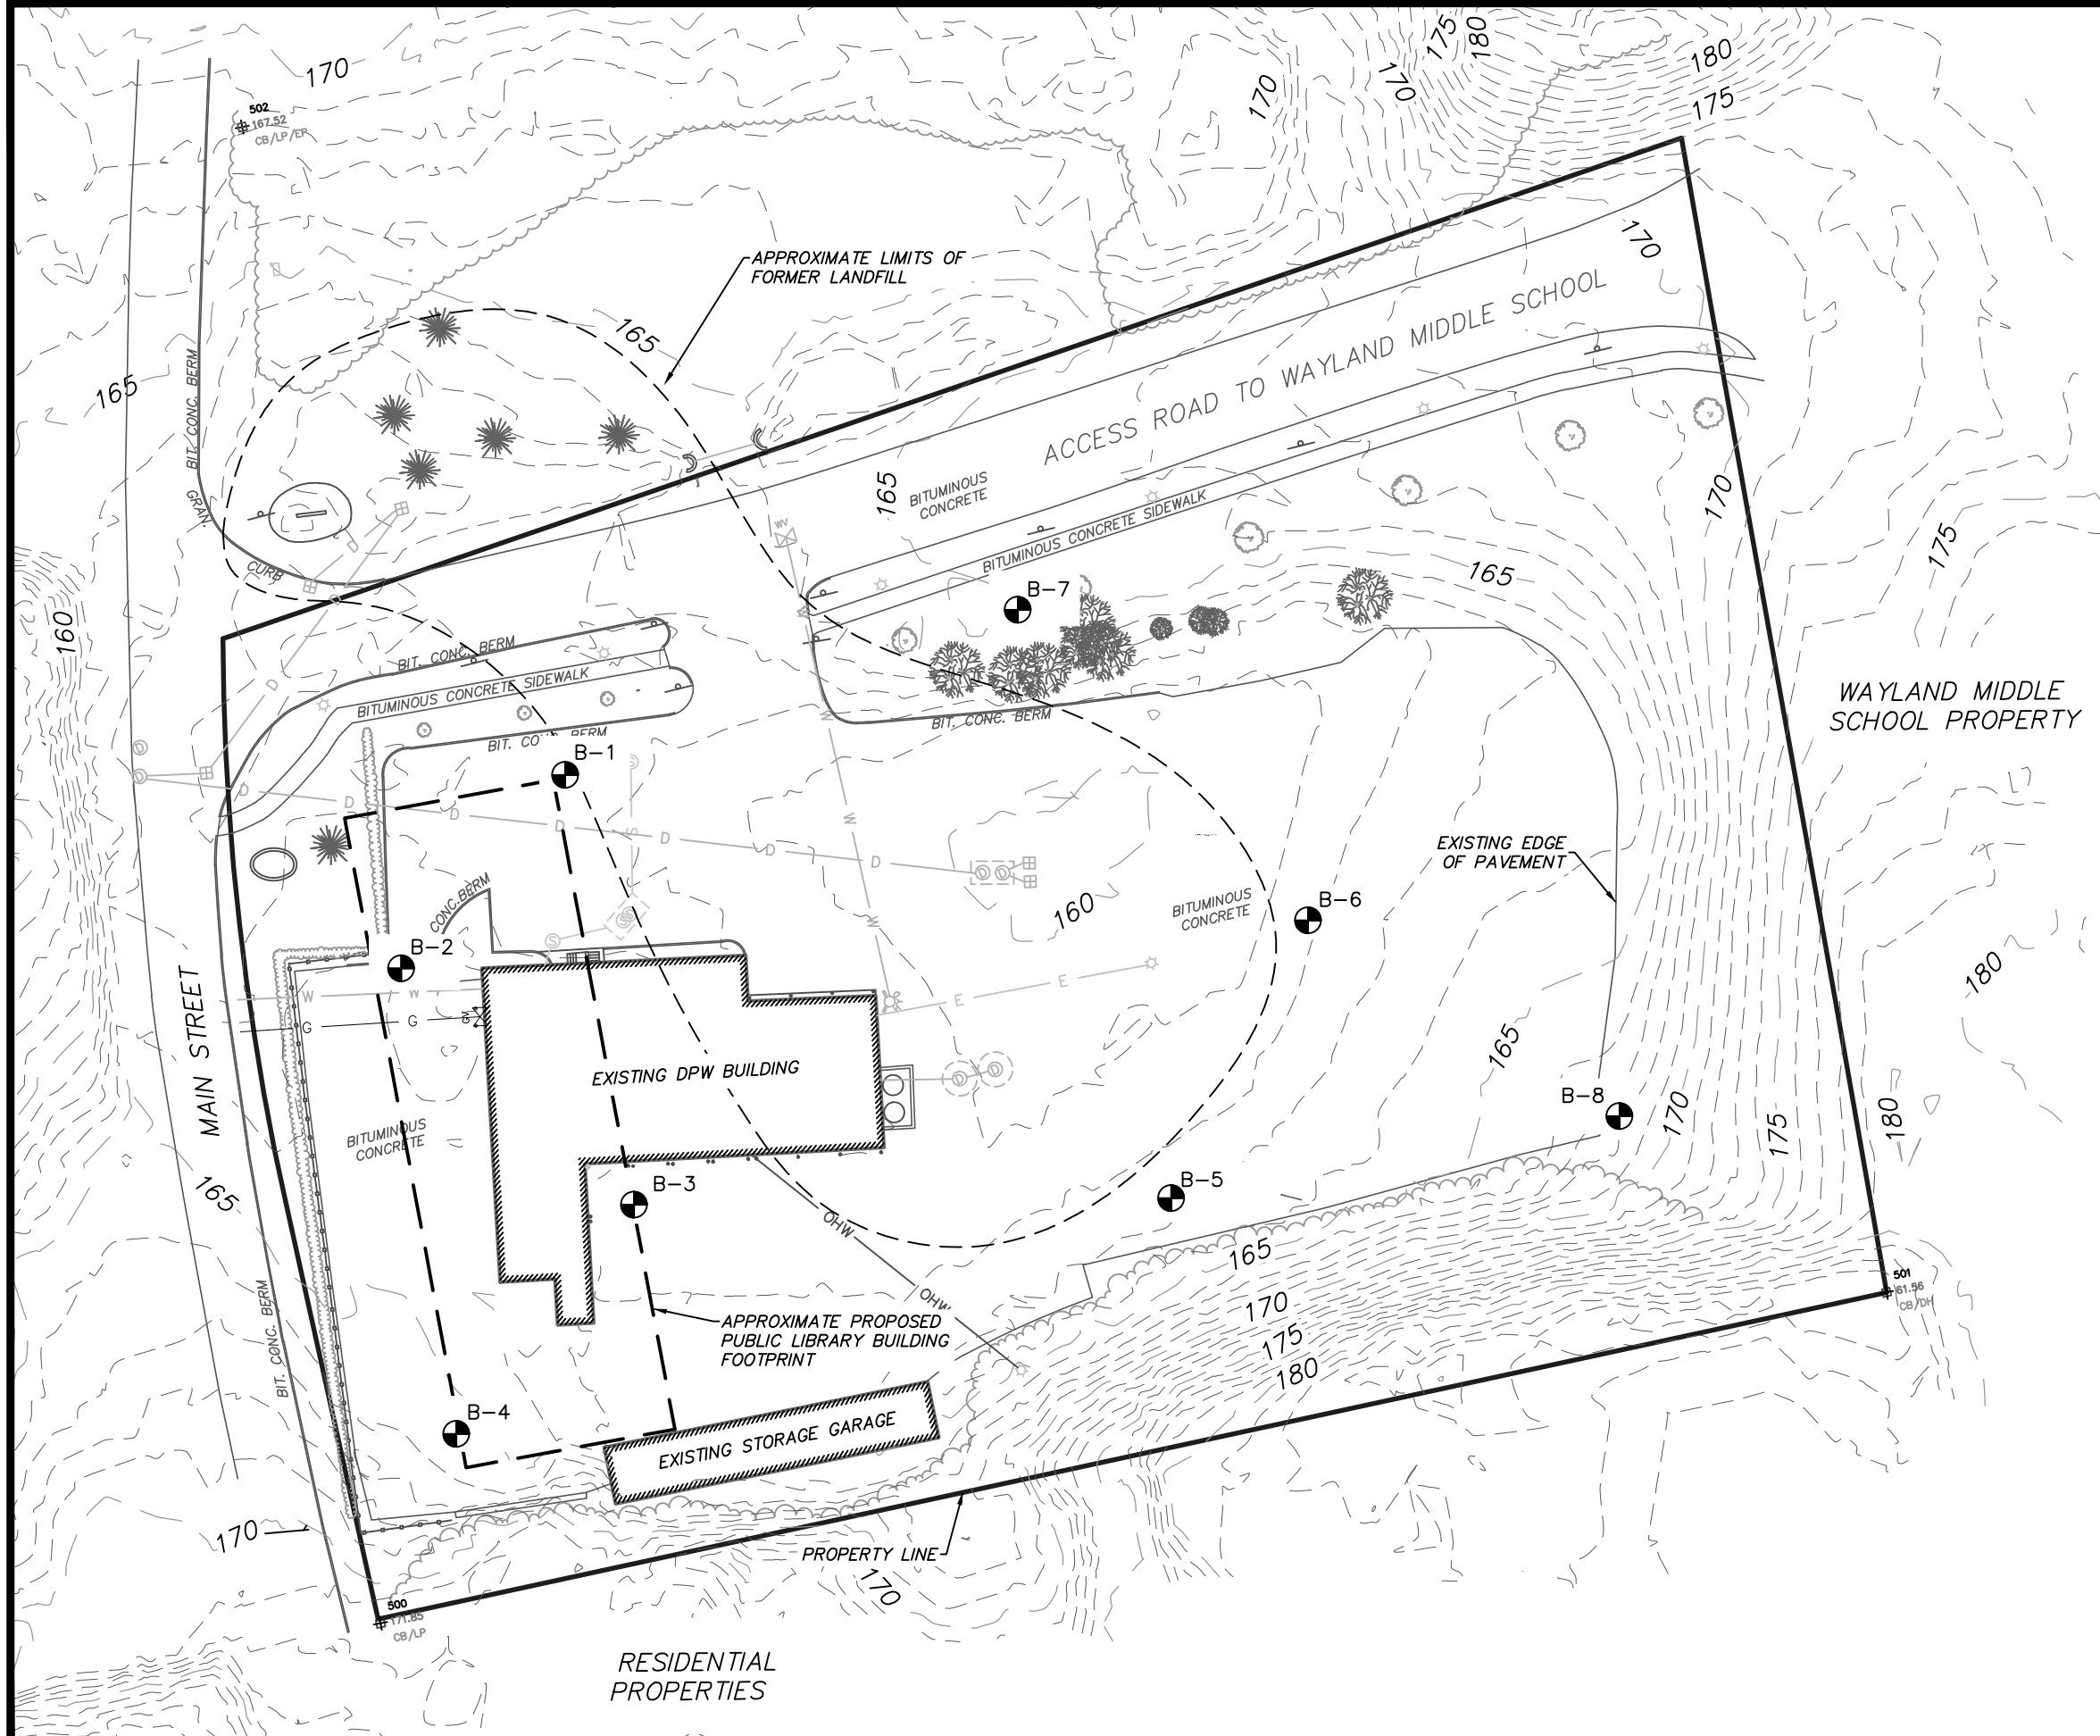 170
175
180
170
170
180
175
502
167.52
CB/LP/EP
170
APPROXIMATE LIMITS OF
FORMER LANDFILL
165
165
BIT. CONC. BERM
GRAN.
CURB
D
ACCESS ROAD TO WAYLAND MIDDLE SCHOOL
165
BITUMINOUS
CONCRETE
WV
BITUMINOUS CONCRETE SIDEWALK
170
175
165
160
B-7
BIT. CONC. BERM
BITUMINOUS CONCRETE SIDEWALK
BIT. CONC. BERM
WAYLAND MIDDLE
SCHOOL PROPERTY
B-1
D
D
D
D
D
D
D
D
S
W
W
W
EXISTING EDGE
OF PAVEMENT
CONC.BERM
160
BITUMINOUS
CONCRETE
B-6
B-2
180
MAIN STREET
W
W
G
G
GV
E
E
165
EXISTING DPW BUILDING
B-8
170
175
180
BITUMINOUS
CONCRETE
B-3
B-5
165
OHW
OHW
165
170
175
180
501
61.56
CB/DH
BIT. CONC. BERM
APPROXIMATE PROPOSED
PUBLIC LIBRARY BUILDING
FOOTPRINT
B-4
EXISTING STORAGE GARAGE
170
PROPERTY LINE
170
500
171.85
CB/LP
RESIDENTIAL
PROPERTIES